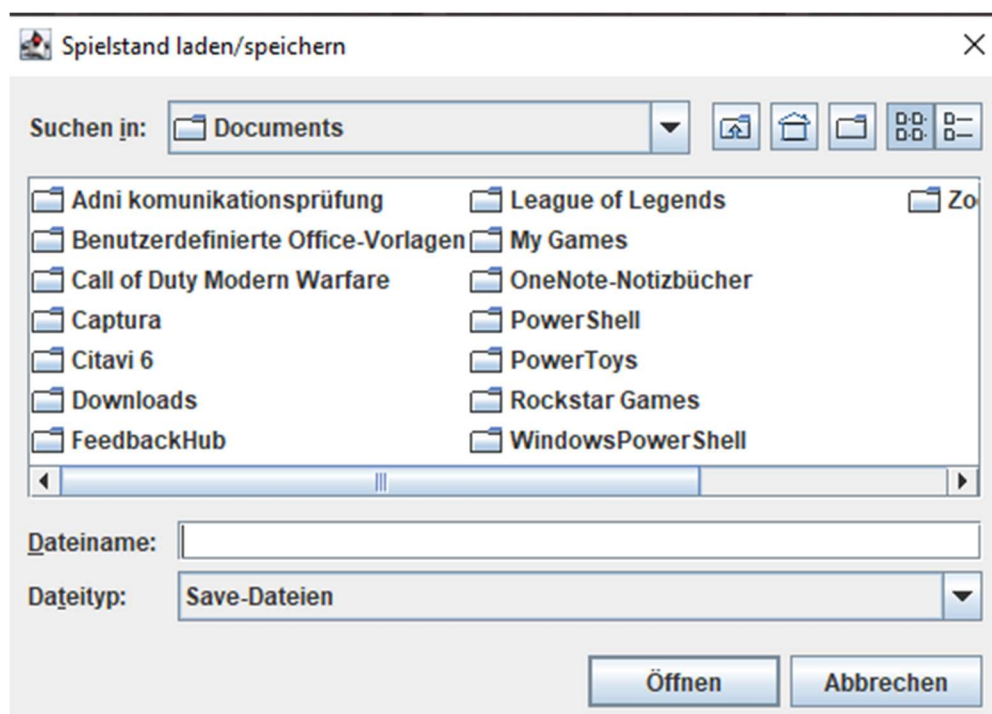 Spielstand laden/speichern
Suchen in: Documents
Adni komunikationsprüfung
Benutzerdefinierte Office-Vorlagen
Call of Duty Modern Warfare
Captura
Citavi 6
Downloads
FeedbackHub
League of Legends
My Games
OneNote-Notizbücher
PowerShell
PowerToys
Rockstar Games
WindowsPowerShell
Dateiname:
Dateityp: Save-Dateien
Öffnen Abbrechen